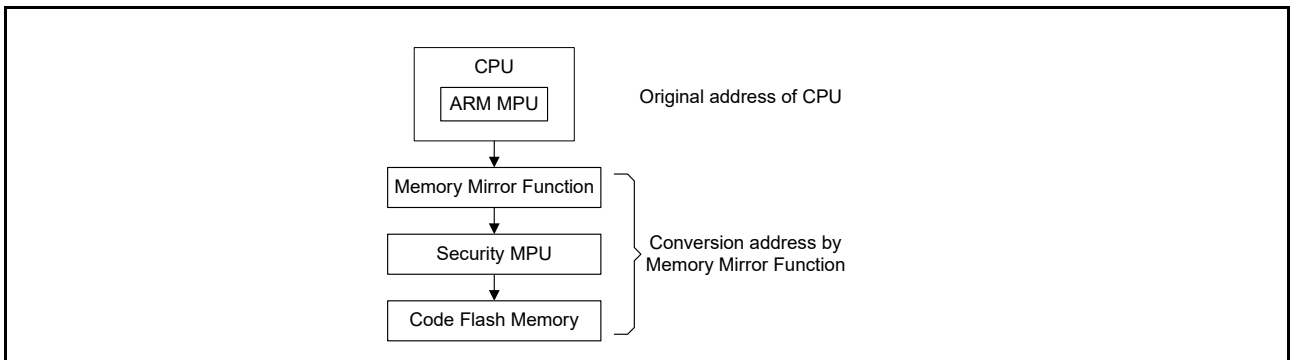 CPU
ARM MPU
Original address of CPU
Memory Mirror Function
Security MPU
Conversion address by
Memory Mirror Function
Code Flash Memory